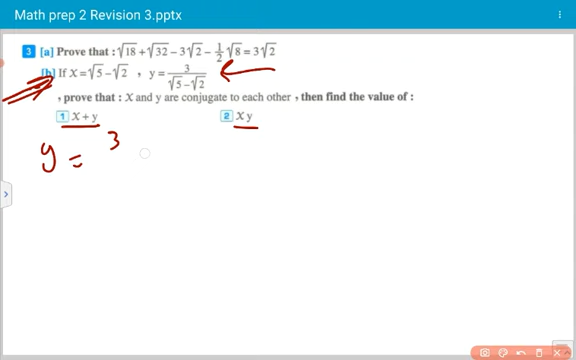 Math prep 2 Revision 3.pptx
3 [a] Prove that : √18 + √32 − 3√2 − ½√8 = 3√2
[b] If X = √5 − √2 , y = 3/(√5 − √2)
, prove that : X and y are conjugate to each other , then find the value of :
1 X + y 2 X y
y = 3